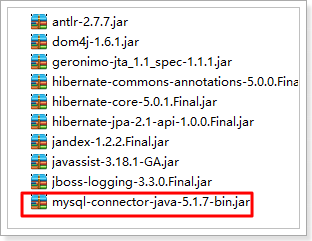 antlr-2.7.7.jar
dom4j-1.6.1.jar
geronimo-jta_1.1_spec-1.1.1.jar
hibernate-commons-annotations-5.0.0.Fina
hibernate-core-5.0.1.Final.jar
hibernate-jpa-2.1-api-1.0.0.Final.jar
jandex-1.2.2.Final.jar
javassist-3.18.1-GA.jar
jboss-logging-3.3.0.Final.jar
mysql-connector-java-5.1.7-bin.jar